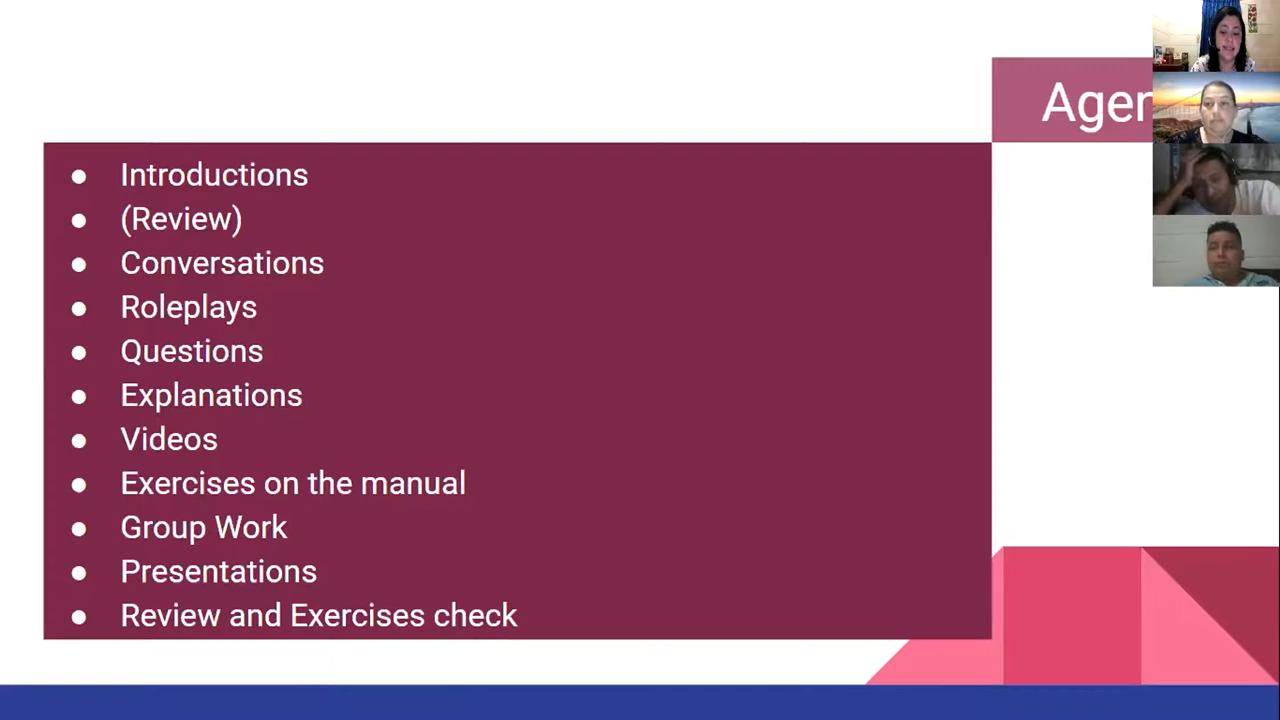 Agen
● Introductions
● (Review)
● Conversations
● Roleplays
● Questions
● Explanations
● Videos
● Exercises on the manual
● Group Work
● Presentations
● Review and Exercises check